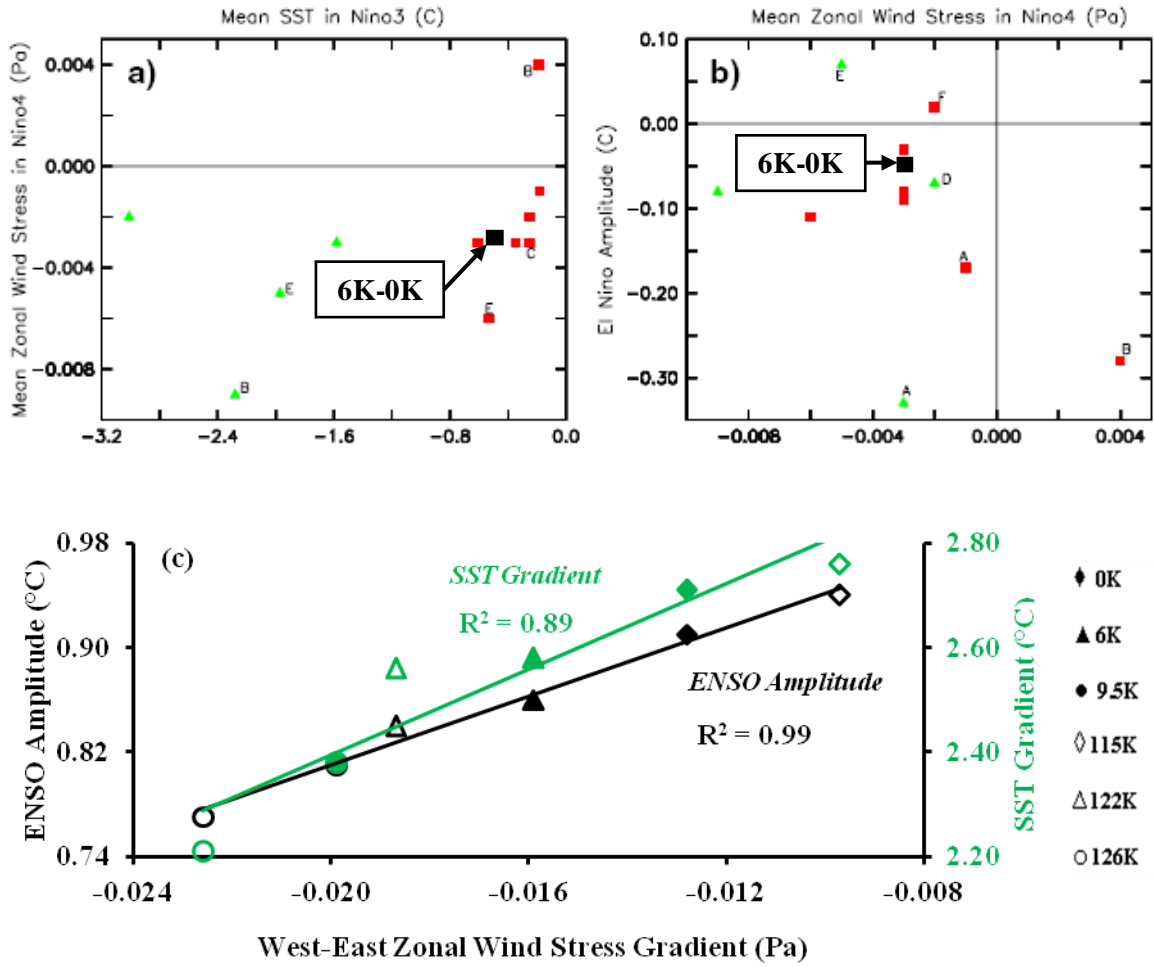 Mean SST in Nino3 (C)
Mean Zonal Wind Stress in Nino4 (Pa)
a)
0.004
0.000
-0.004
-0.008
-3.2 -2.4 -1.6 -0.8 0.0
B
C
E
E
B
6K-0K
Mean Zonal Wind Stress in Nino4 (Pa)
El Nino Amplitude (C)
b)
0.10
0.00
-0.10
-0.20
-0.30
-0.008 -0.004 0.000 0.004
E
F
D
A
B
A
6K-0K
(c)
ENSO Amplitude (°C)
0.98
0.90
0.82
0.74
SST Gradient
R² = 0.89
ENSO Amplitude
R² = 0.99
2.80
2.60
2.40
2.20
SST Gradient (°C)
-0.024 -0.020 -0.016 -0.012 -0.008
West-East Zonal Wind Stress Gradient (Pa)
0K
6K
9.5K
115K
122K
126K